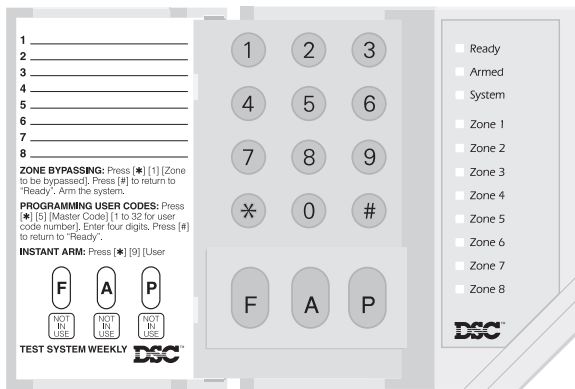 1
2
3
4
5
6
7
8
ZONE BYPASSING: Press [✱] [1] [Zone
to be bypassed]. Press [#] to return to
"Ready". Arm the system.
PROGRAMMING USER CODES: Press
[✱] [5] [Master Code] [1 to 32 for user
code number]. Enter four digits. Press [#]
to return to "Ready".
INSTANT ARM: Press [✱] [9] [User
F A P
NOT IN USE NOT IN USE NOT IN USE
TEST SYSTEM WEEKLY DSC™
1 2 3
4 5 6
7 8 9
* 0 #
F A P
Ready
Armed
System
Zone 1
Zone 2
Zone 3
Zone 4
Zone 5
Zone 6
Zone 7
Zone 8
DSC™